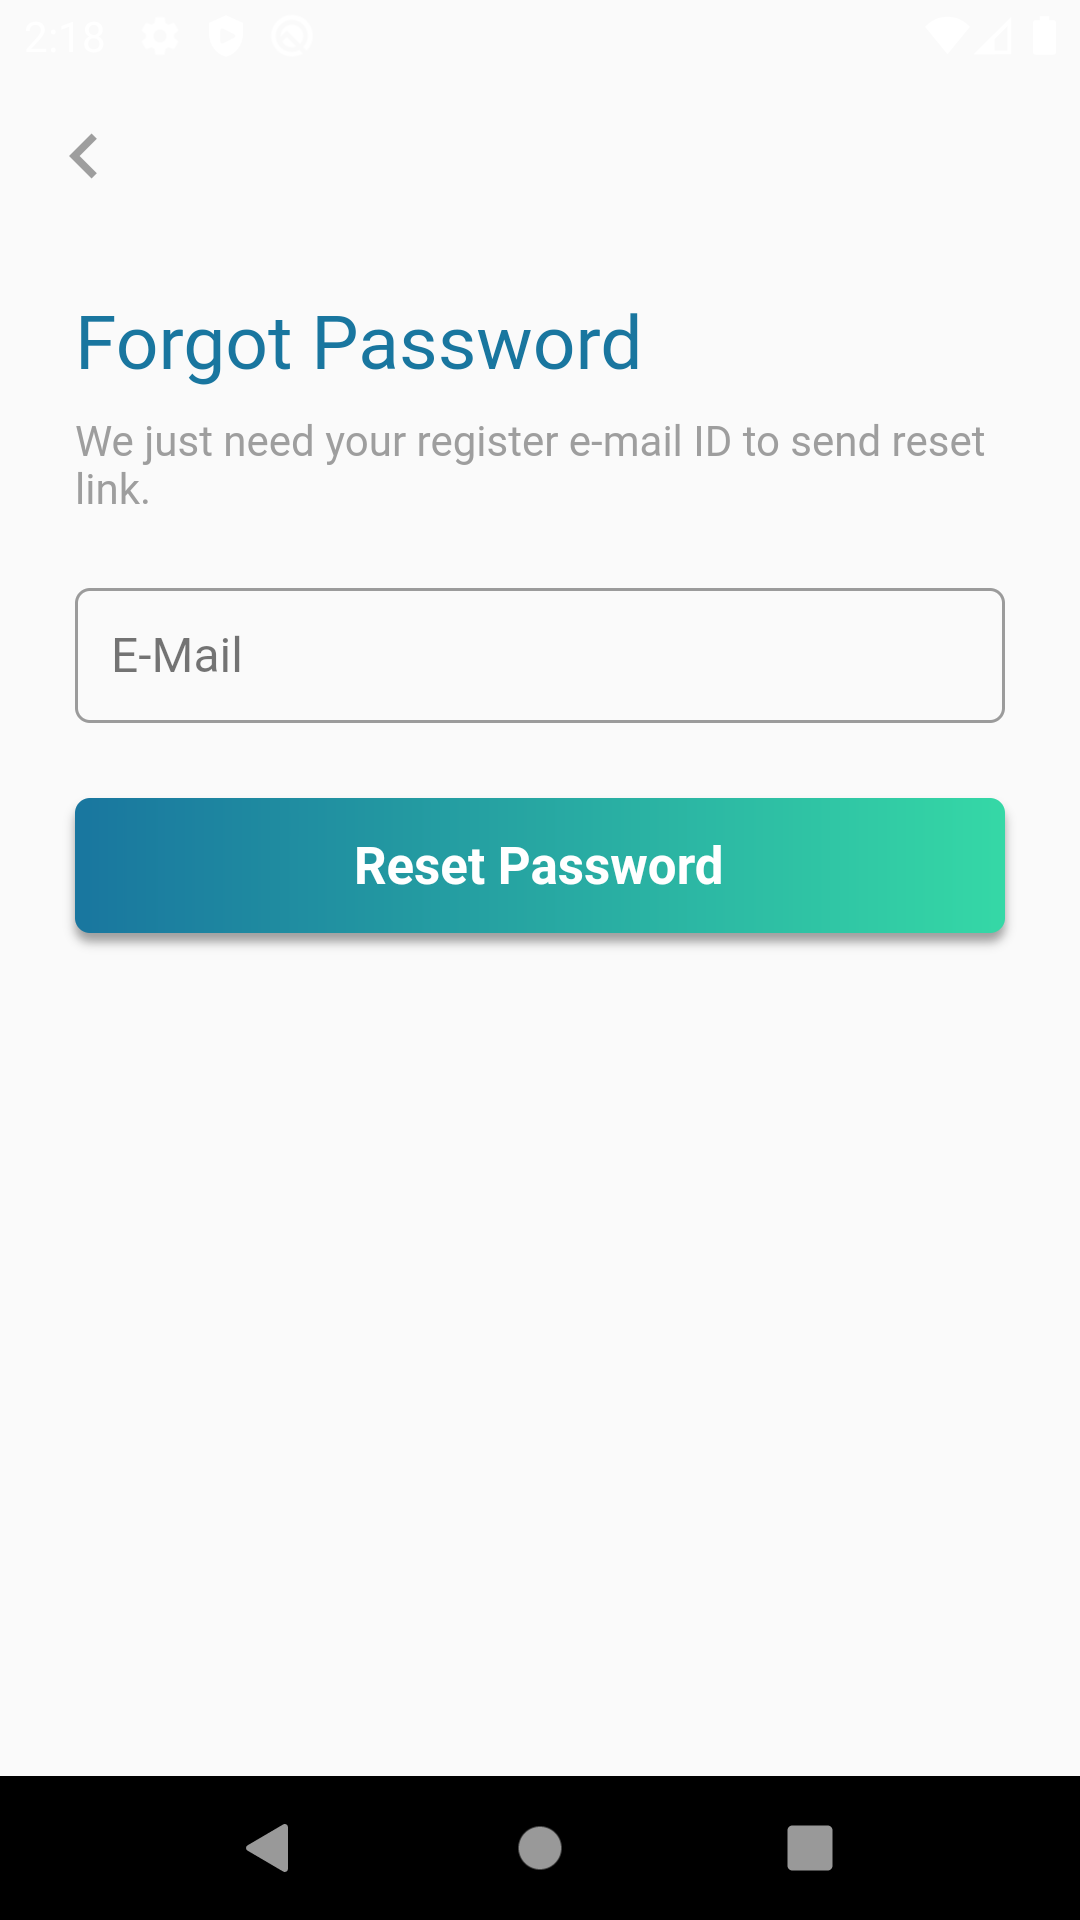 2:18
Forgot Password
We just need your register e-mail ID to send reset
link.
E-Mail
Reset Password